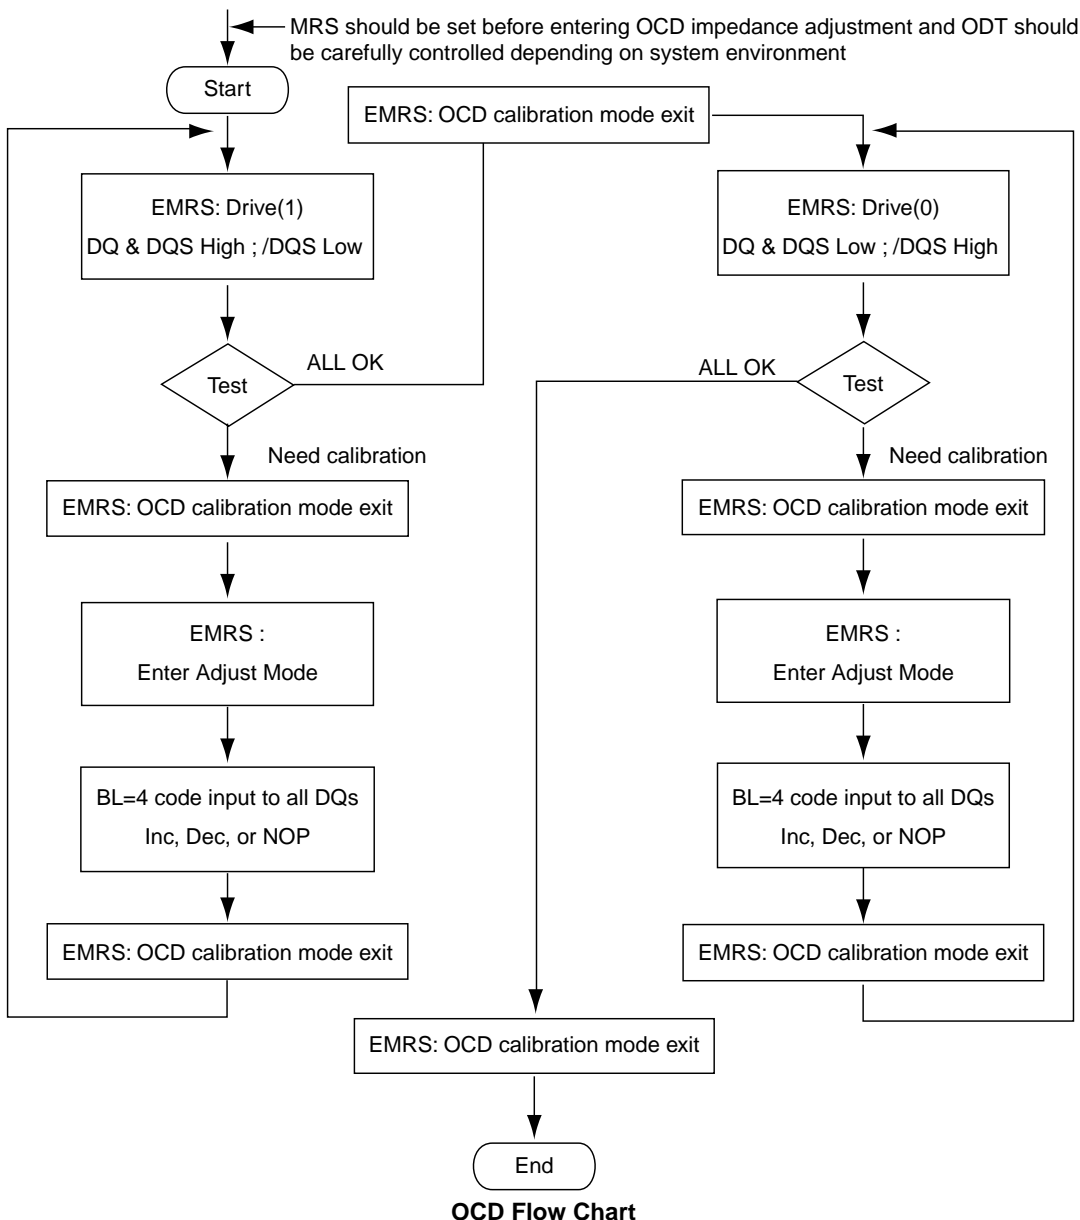 MRS should be set before entering OCD impedance adjustment and ODT should
be carefully controlled depending on system environment
Start
EMRS: OCD calibration mode exit
EMRS: Drive(1)
DQ & DQS High ; /DQS Low
Test
ALL OK
Need calibration
EMRS: OCD calibration mode exit
EMRS :
Enter Adjust Mode
BL=4 code input to all DQs
Inc, Dec, or NOP
EMRS: OCD calibration mode exit
EMRS: Drive(0)
DQ & DQS Low ; /DQS High
ALL OK
Test
Need calibration
EMRS: OCD calibration mode exit
EMRS :
Enter Adjust Mode
BL=4 code input to all DQs
Inc, Dec, or NOP
EMRS: OCD calibration mode exit
EMRS: OCD calibration mode exit
End
OCD Flow Chart